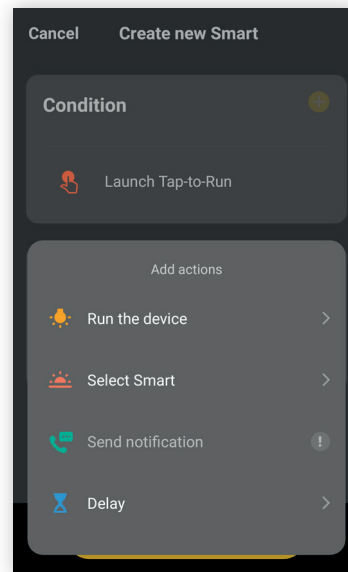 Cancel Create new Smart
Condition
Launch Tap-to-Run
Add actions
Run the device
Select Smart
Send notification
Delay